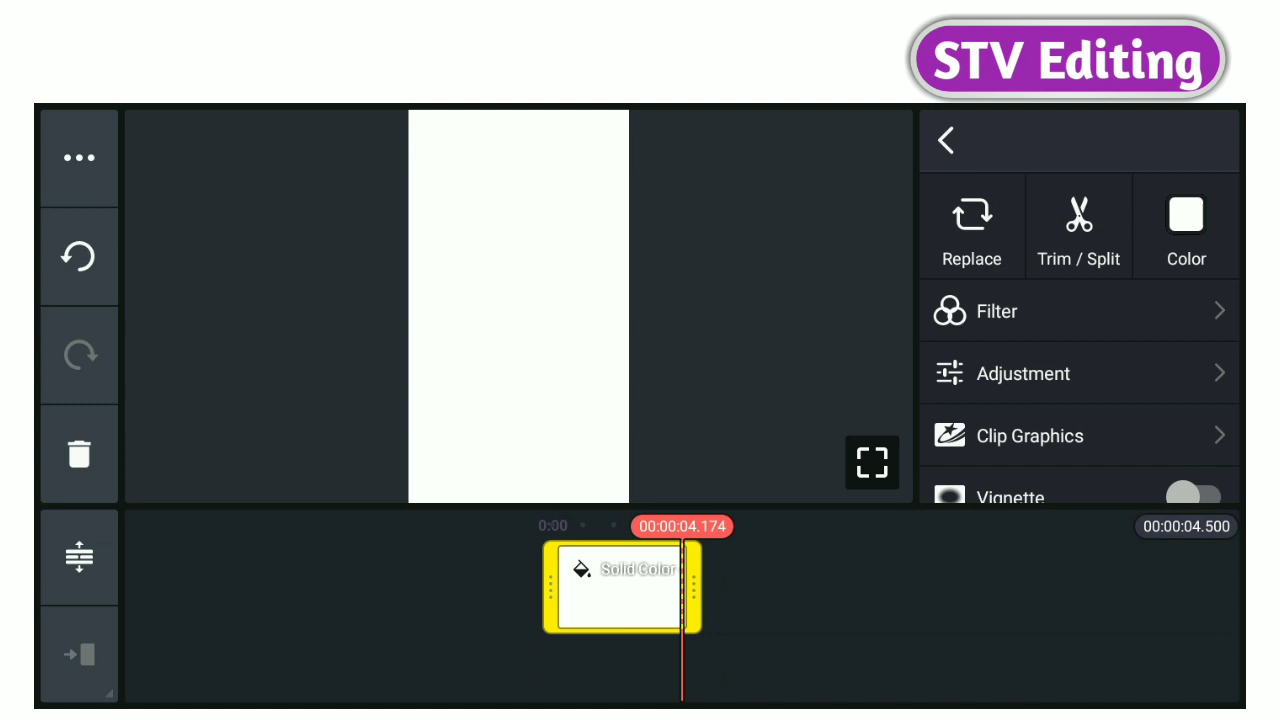 STV Editing
Replace
Trim / Split
Color
Filter
Adjustment
Clip Graphics
Vignette
0:00
00:00:04.174
00:00:04.500
Solid Color